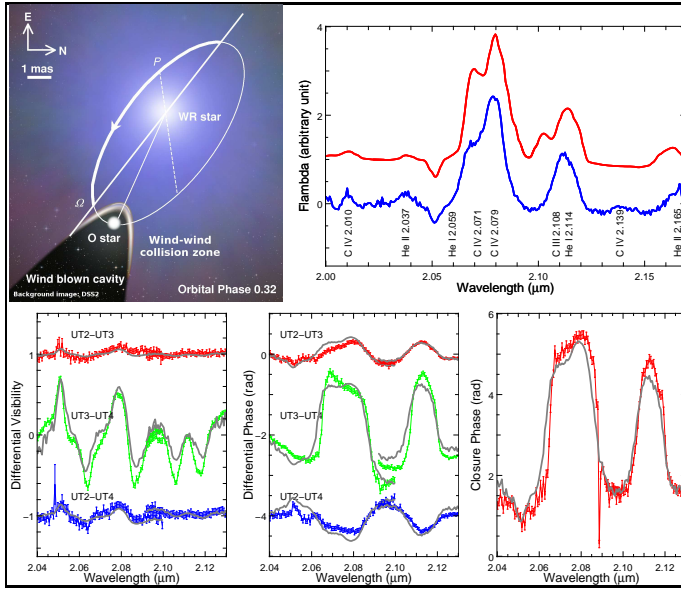 E
N
1 mas
P
WR star
Ω
O star
Wind-wind
collision zone
Wind blown cavity
Background image; DSS2
Orbital Phase 0.32
4
2
0
Flambda (arbitrary unit)
C IV 2.010
He II 2.037
He I 2.059
C IV 2.071
C IV 2.079
C III 2.108
He I 2.114
C IV 2.139
He II 2.165
2.00 2.05 2.10 2.15
Wavelength (μm)
1
0
−1
Differential Visibility
UT2−UT3
UT3−UT4
UT2−UT4
2.04 2.06 2.08 2.10 2.12
Wavelength (μm)
0
−2
−4
Differential Phase (rad)
UT2−UT3
UT3−UT4
UT2−UT4
2.04 2.06 2.08 2.10 2.12
Wavelength (μm)
6
4
2
0
Closure Phase (rad)
2.04 2.06 2.08 2.10 2.12
Wavelength (μm)